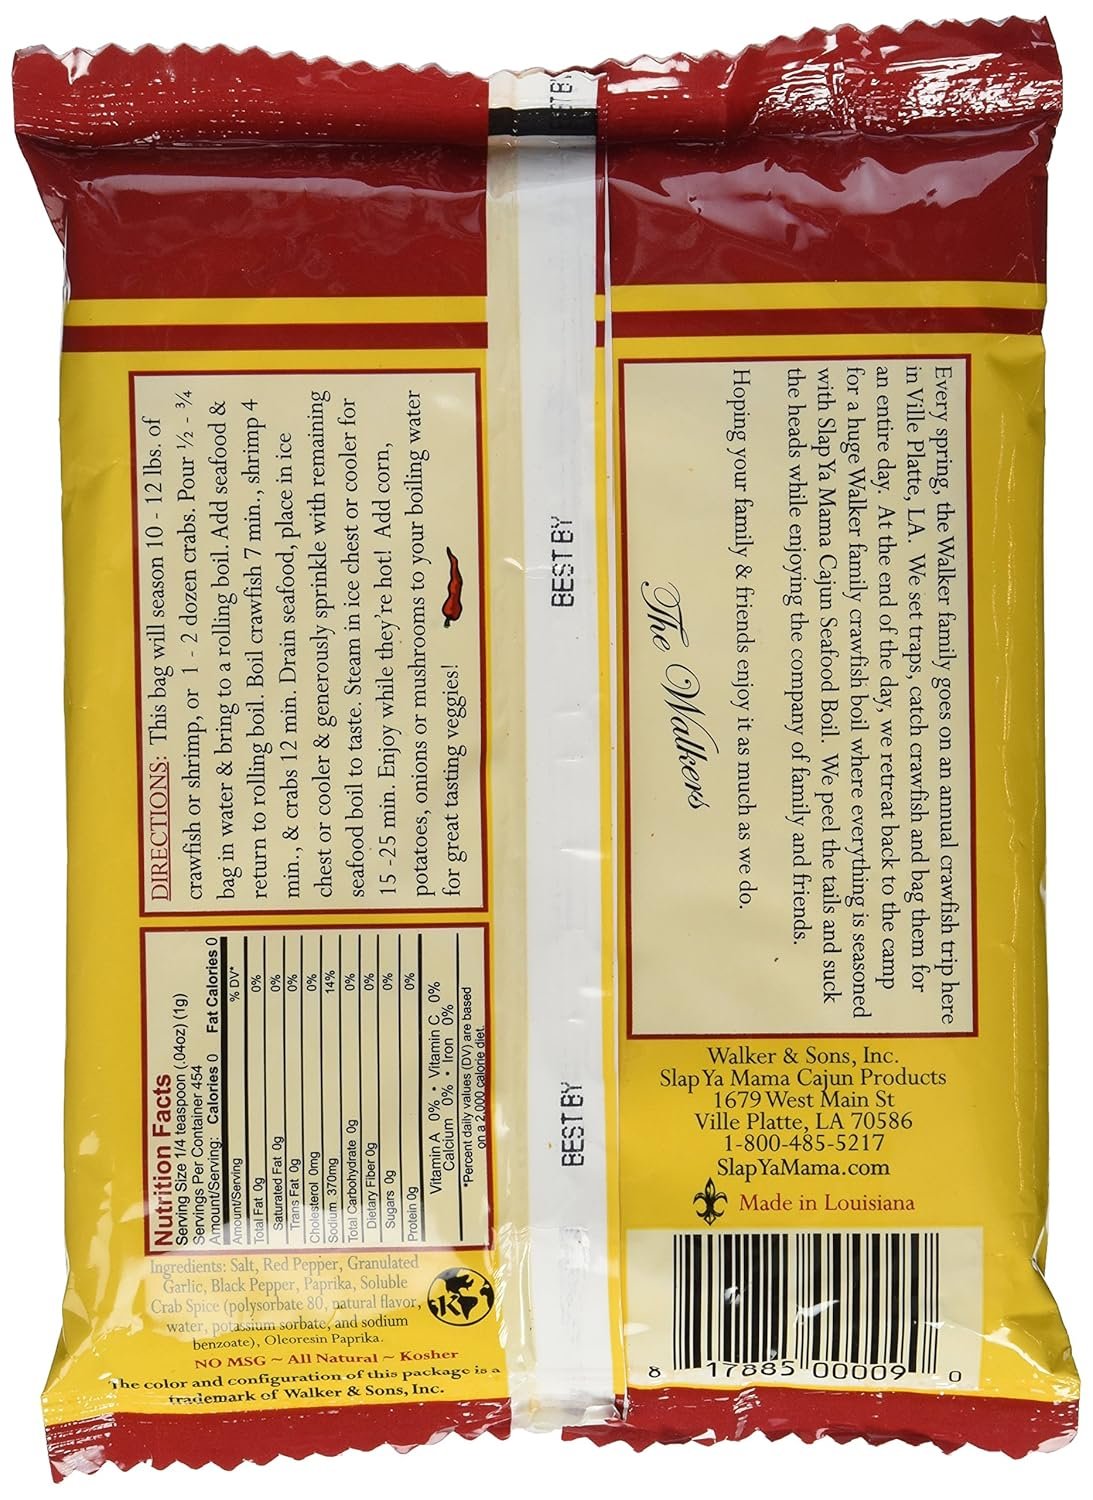 DIRECTIONS: This bag will season 10 - 12 lbs. of
crawfish or shrimp, or 1 - 2 dozen crabs. Pour ½ - ¾
bag in water & bring to a rolling boil. Add seafood &
return to rolling boil. Boil crawfish 7 min., shrimp 4
min., & crabs 12 min. Drain seafood, place in ice
chest or cooler & generously sprinkle with remaining
seafood boil to taste. Steam in ice chest or cooler for
15 -25 min. Enjoy while they're hot! Add corn,
potatoes, onions or mushrooms to your boiling water
for great tasting veggies!
Nutrition Facts
Serving Size 1/4 teaspoon (.04oz) (1g)
Servings Per Container 454
Amount/Serving: Calories 0 Fat Calories 0
Amount/Serving % DV*
Total Fat 0g 0%
Saturated Fat 0g 0%
Trans Fat 0g 0%
Cholesterol 0mg 0%
Sodium 370mg 14%
Total Carbohydrate 0g 0%
Dietary Fiber 0g 0%
Sugars 0g 0%
Protein 0g 0%
Vitamin A 0% • Vitamin C 0%
Calcium 0% • Iron 0%
*Percent daily values (DV) are based
on a 2,000 calorie diet.
Ingredients: Salt, Red Pepper, Granulated
Garlic, Black Pepper, Paprika, Soluble
Crab Spice (polysorbate 80, natural flavor,
water, potassium sorbate, and sodium
benzoate), Oleoresin Paprika.
K
NO MSG ~ All Natural ~ Kosher
The color and configuration of this package is a
trademark of Walker & Sons, Inc.
BEST BY
BEST BY
BEST BY
Every spring, the Walker family goes on an annual crawfish trip here
in Ville Platte, LA. We set traps, catch crawfish and bag them for
an entire day. At the end of the day, we retreat back to the camp
for a huge Walker family crawfish boil where everything is seasoned
with Slap Ya Mama Cajun Seafood Boil. We peel the tails and suck
the heads while enjoying the company of family and friends.
Hoping your family & friends enjoy it as much as we do.
The Walkers
Walker & Sons, Inc.
Slap Ya Mama Cajun Products
1679 West Main St
Ville Platte, LA 70586
1-800-485-5217
SlapYaMama.com
Made in Louisiana
8 17885 00009 0